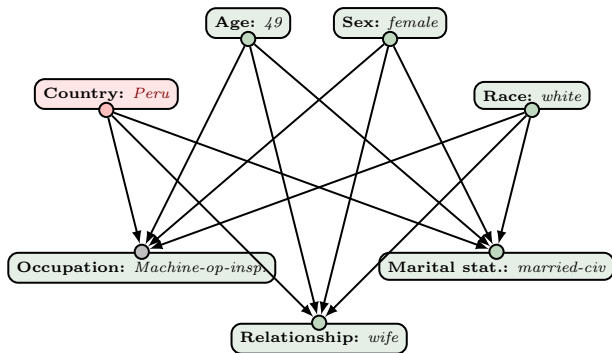 Age: 49
Sex: female
Country: Peru
Race: white
Occupation: Machine-op-insp.
Marital stat.: married-civ
Relationship: wife